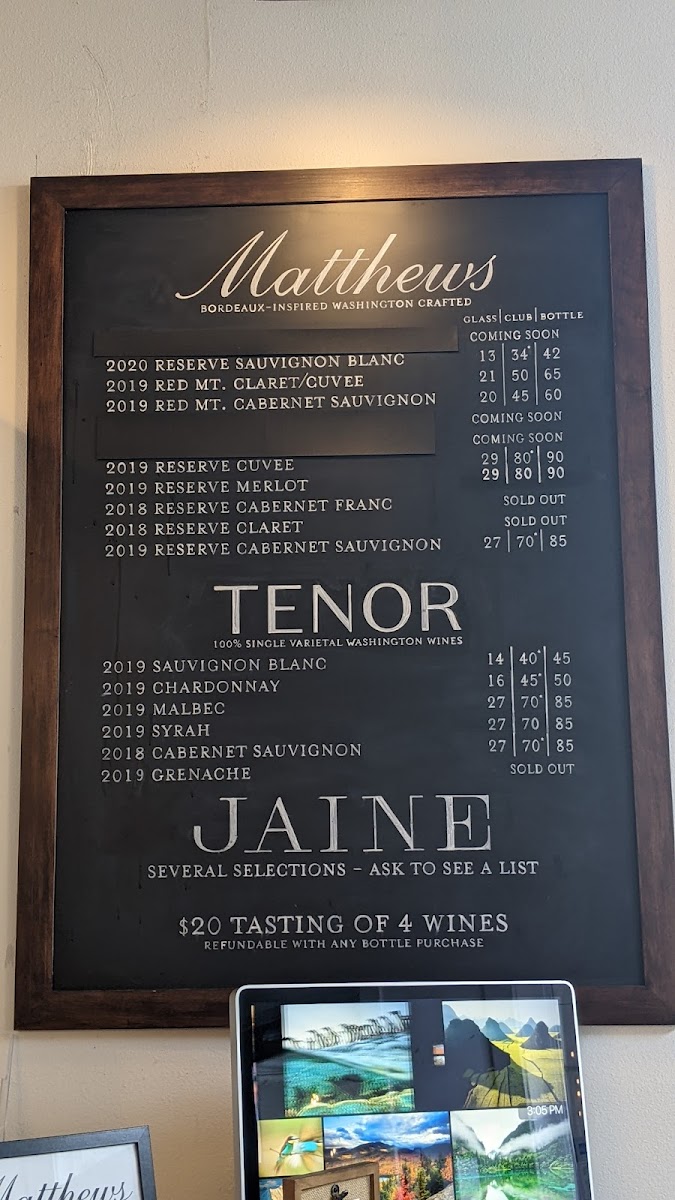 Matthews
BORDEAUX-INSPIRED WASHINGTON CRAFTED
GLASS | CLUB | BOTTLE
COMING SOON
2020 RESERVE SAUVIGNON BLANC 13 | 34* | 42
2019 RED MT. CLARET/CUVEE 21 | 50 | 65
2019 RED MT. CABERNET SAUVIGNON 20 | 45 | 60
COMING SOON
COMING SOON
2019 RESERVE CUVEE 29 | 80* | 90
2019 RESERVE MERLOT 29 | 80 | 90
2018 RESERVE CABERNET FRANC SOLD OUT
2018 RESERVE CLARET SOLD OUT
2019 RESERVE CABERNET SAUVIGNON 27 | 70* | 85
TENOR
100% SINGLE VARIETAL WASHINGTON WINES
2019 SAUVIGNON BLANC 14 | 40* | 45
2019 CHARDONNAY 16 | 45* | 50
2019 MALBEC 27 | 70* | 85
2019 SYRAH 27 | 70 | 85
2018 CABERNET SAUVIGNON 27 | 70* | 85
2019 GRENACHE SOLD OUT
JAINE
SEVERAL SELECTIONS - ASK TO SEE A LIST
$20 TASTING OF 4 WINES
REFUNDABLE WITH ANY BOTTLE PURCHASE
3:05 PM
Matthews